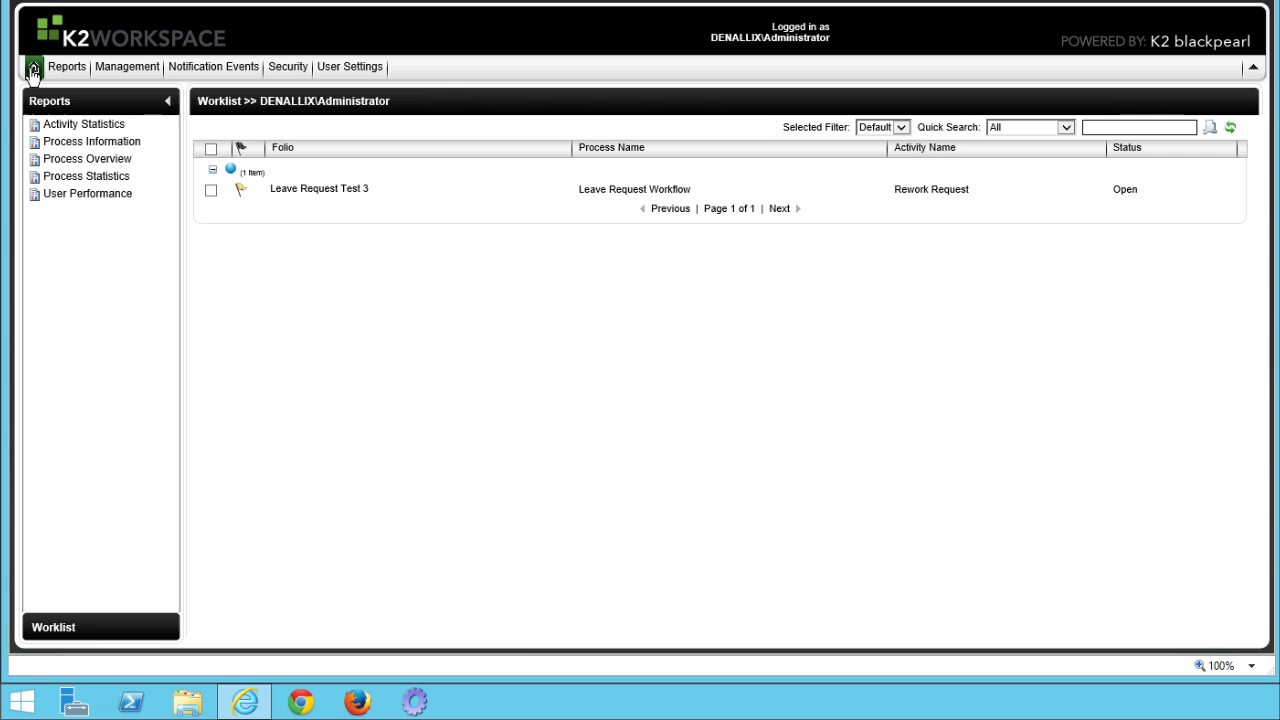 K2WORKSPACE
Logged in as
DENALLIX\Administrator
POWERED BY: K2 blackpearl
Reports Management Notification Events Security User Settings
Reports
Worklist >> DENALLIX\Administrator
Activity Statistics
Process Information
Process Overview
Process Statistics
User Performance
Selected Filter: Default Quick Search: All
Folio Process Name Activity Name Status
(1 Item)
Leave Request Test 3 Leave Request Workflow Rework Request Open
Previous | Page 1 of 1 | Next
Worklist
100%